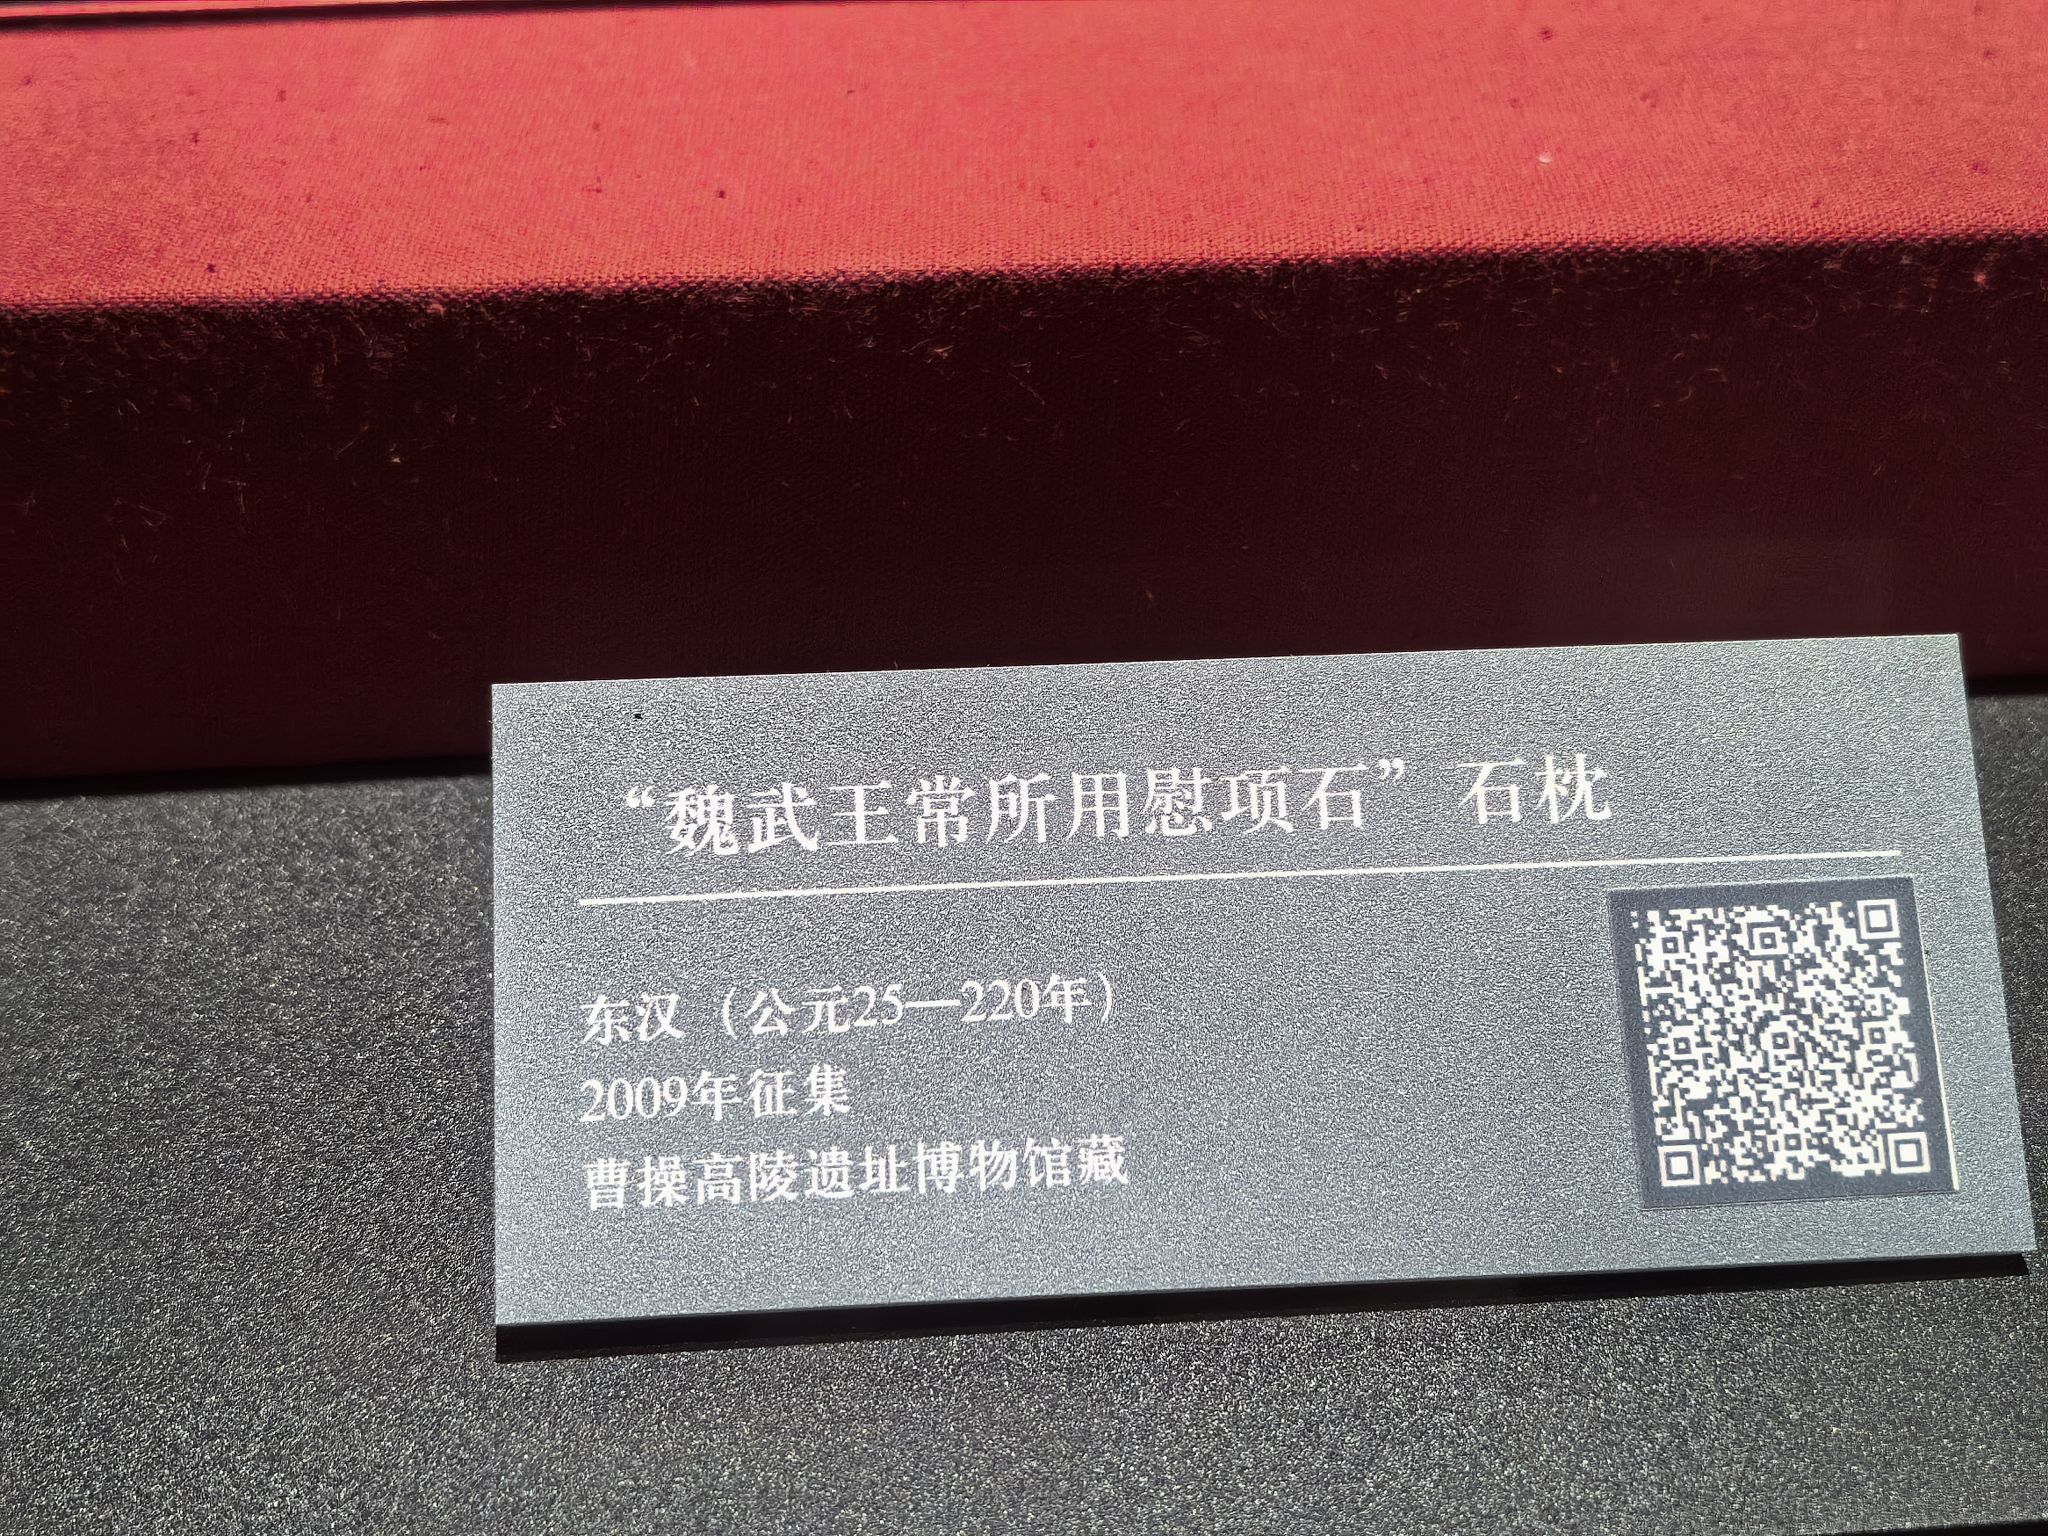 “魏武王常所用慰项石”石枕
东汉（公元25—220年）
2009年征集
曹操高陵遗址博物馆藏